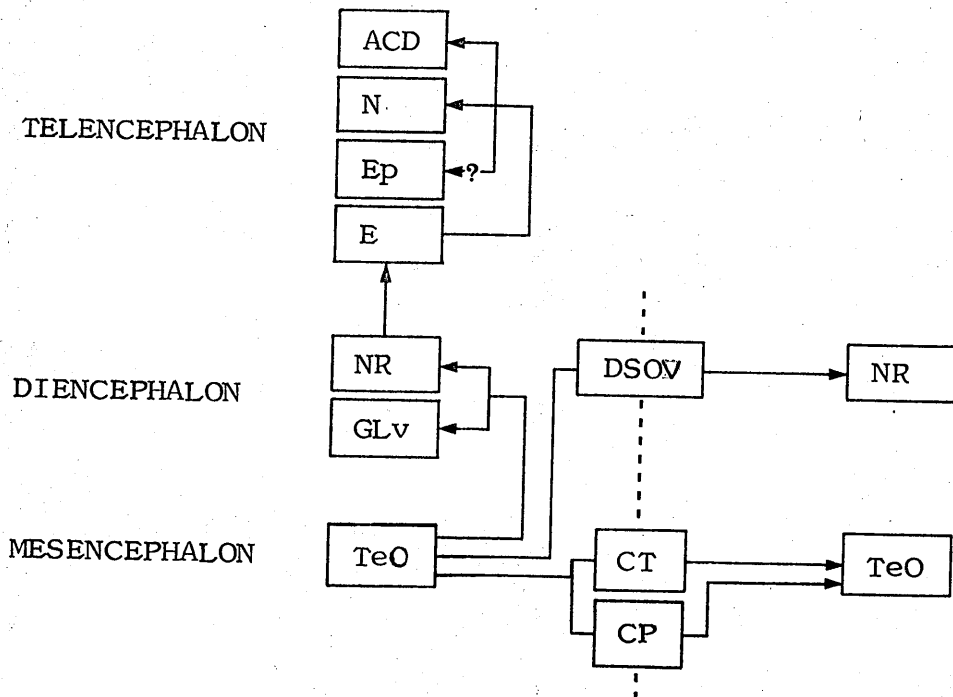 ACD
N
TELENCEPHALON
Ep
?
E
NR
DSOV
NR
DIENCEPHALON
GLv
MESENCEPHALON
TeO
CT
TeO
CP